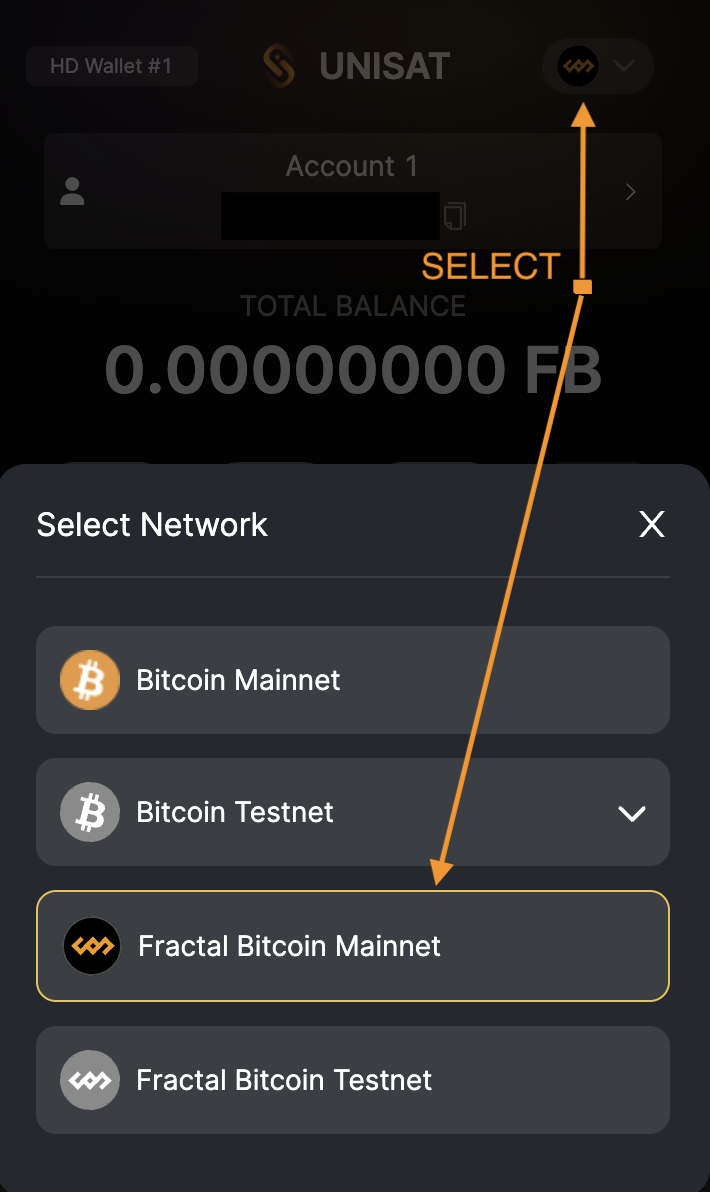 HD Wallet #1
UNISAT
Account 1
SELECT
TOTAL BALANCE
0.00000000 FB
Select Network
X
Bitcoin Mainnet
Bitcoin Testnet
Fractal Bitcoin Mainnet
Fractal Bitcoin Testnet